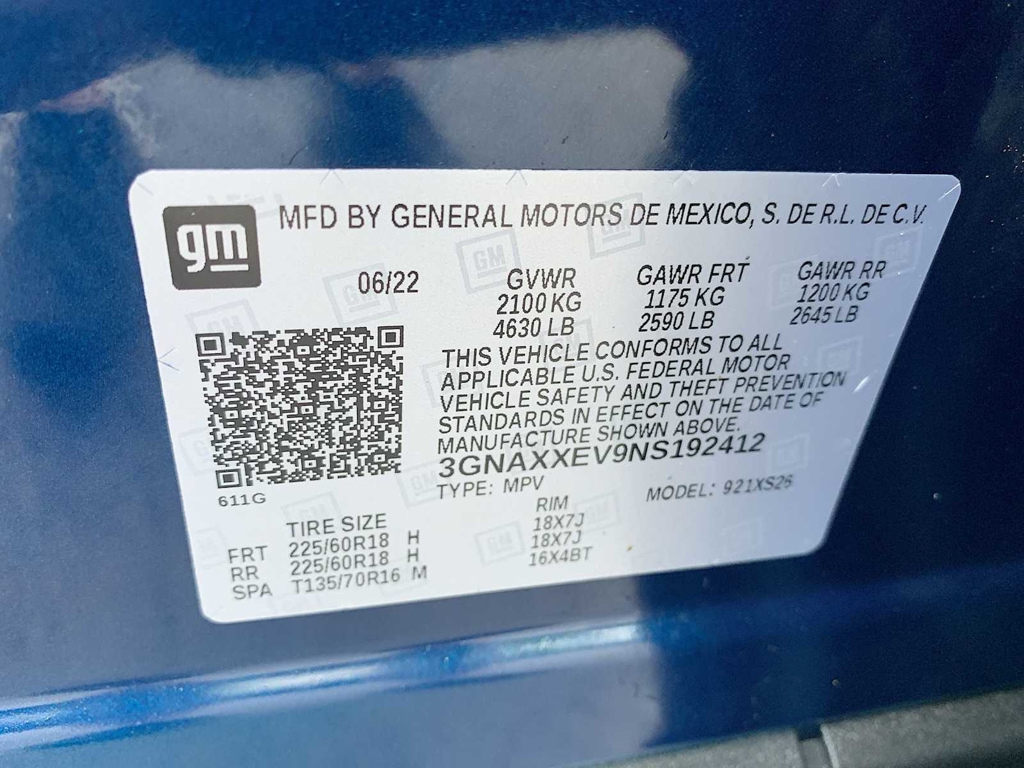 gm
MFD BY GENERAL MOTORS DE MEXICO, S. DE R.L. DE C.V.
06/22
GVWR GAWR FRT GAWR RR
2100 KG 1175 KG 1200 KG
4630 LB 2590 LB 2645 LB
THIS VEHICLE CONFORMS TO ALL
APPLICABLE U.S. FEDERAL MOTOR
VEHICLE SAFETY AND THEFT PREVENTION
STANDARDS IN EFFECT ON THE DATE OF
MANUFACTURE SHOWN ABOVE.
3GNAXXEV9NS192412
611G
TYPE: MPV MODEL: 921XS26
TIRE SIZE RIM
FRT 225/60R18 H 18X7J
RR 225/60R18 H 18X7J
SPA T135/70R16 M 16X4BT